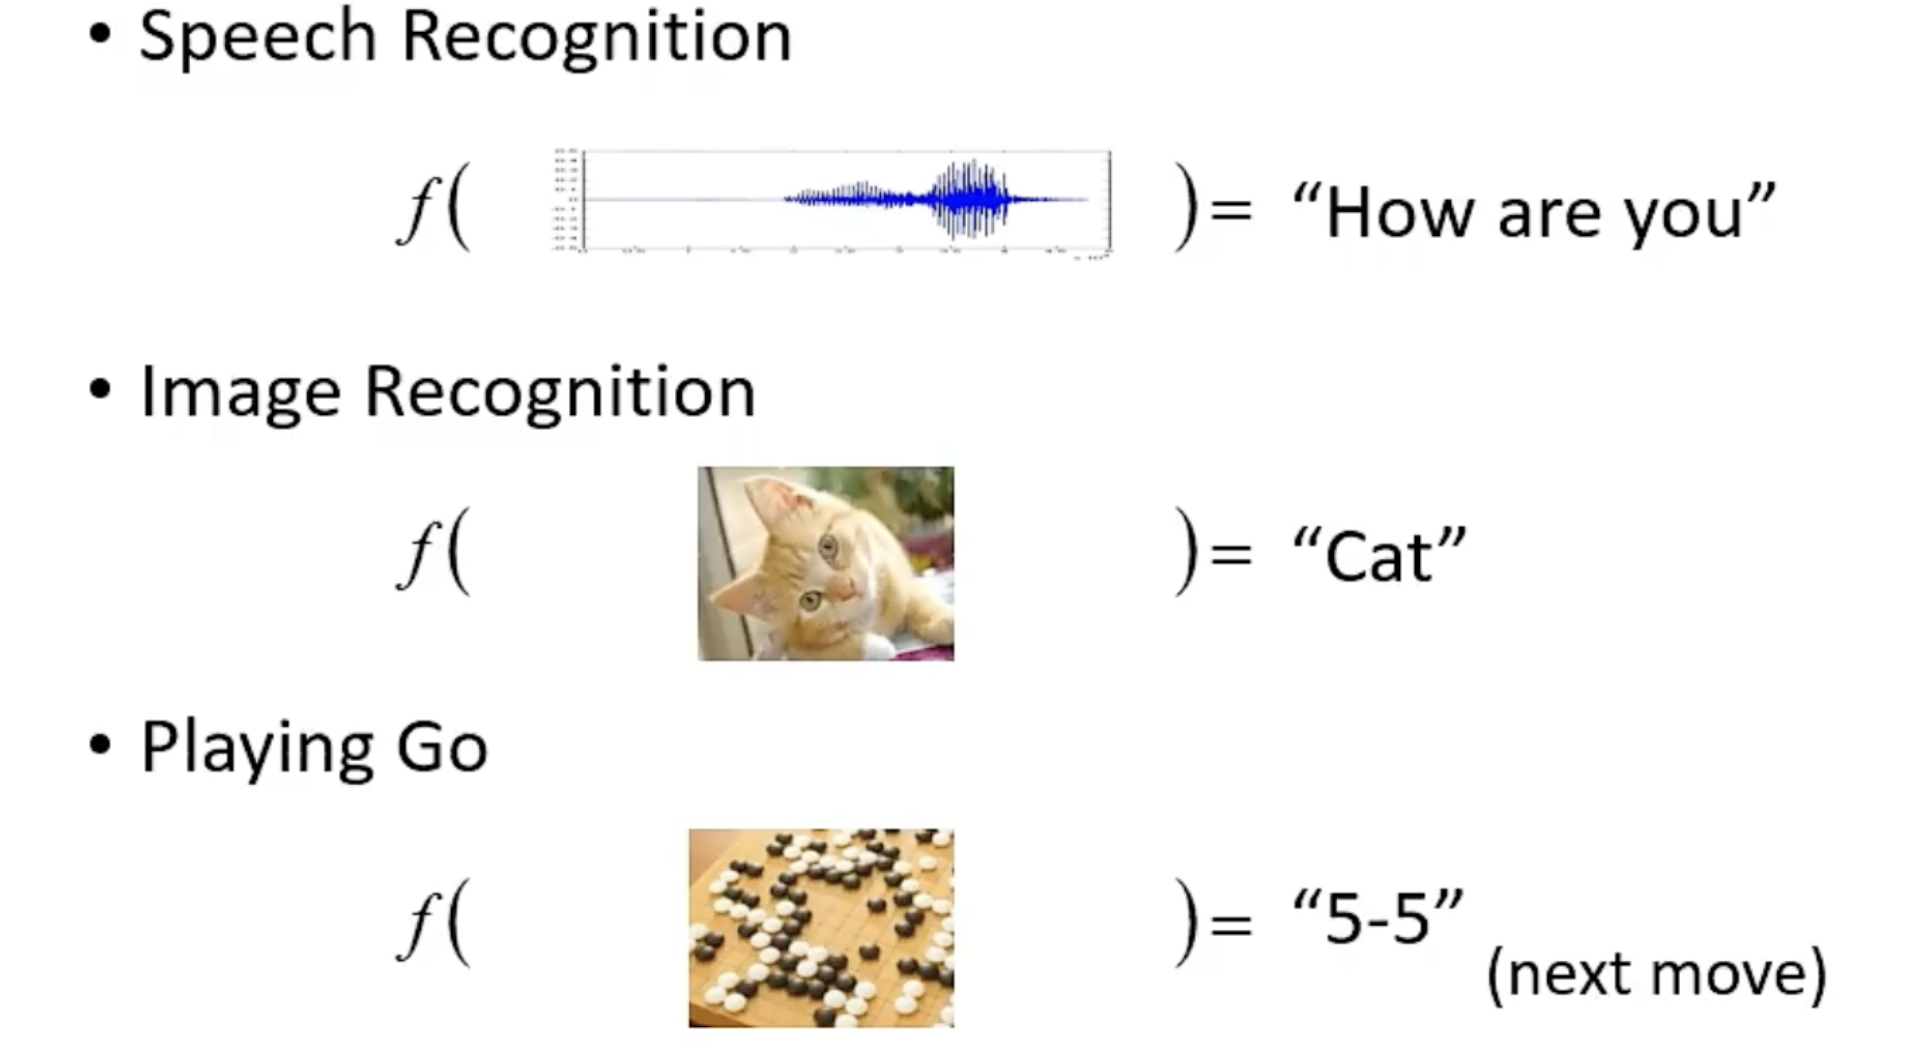 • Speech Recognition
f( )= “How are you”
• Image Recognition
f( )= “Cat”
• Playing Go
f( )= “5-5”
(next move)